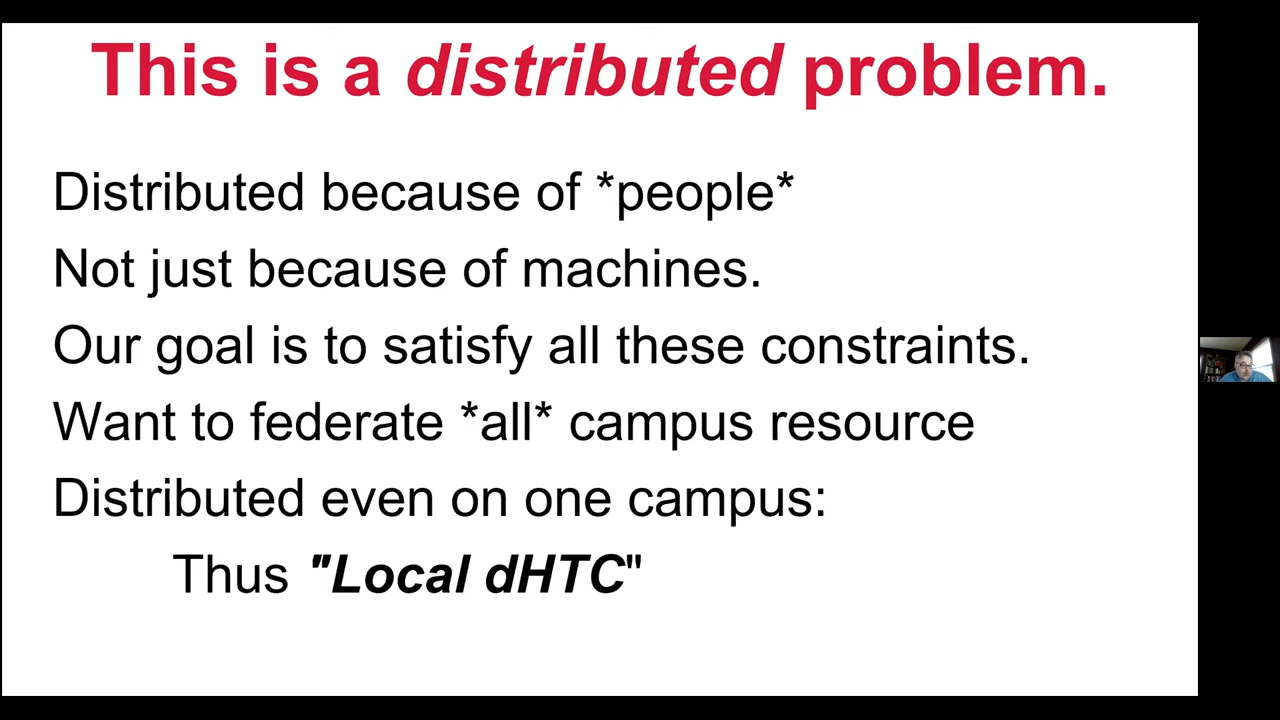 This is a distributed problem.
Distributed because of *people*
Not just because of machines.
Our goal is to satisfy all these constraints.
Want to federate *all* campus resource
Distributed even on one campus:
Thus "Local dHTC"